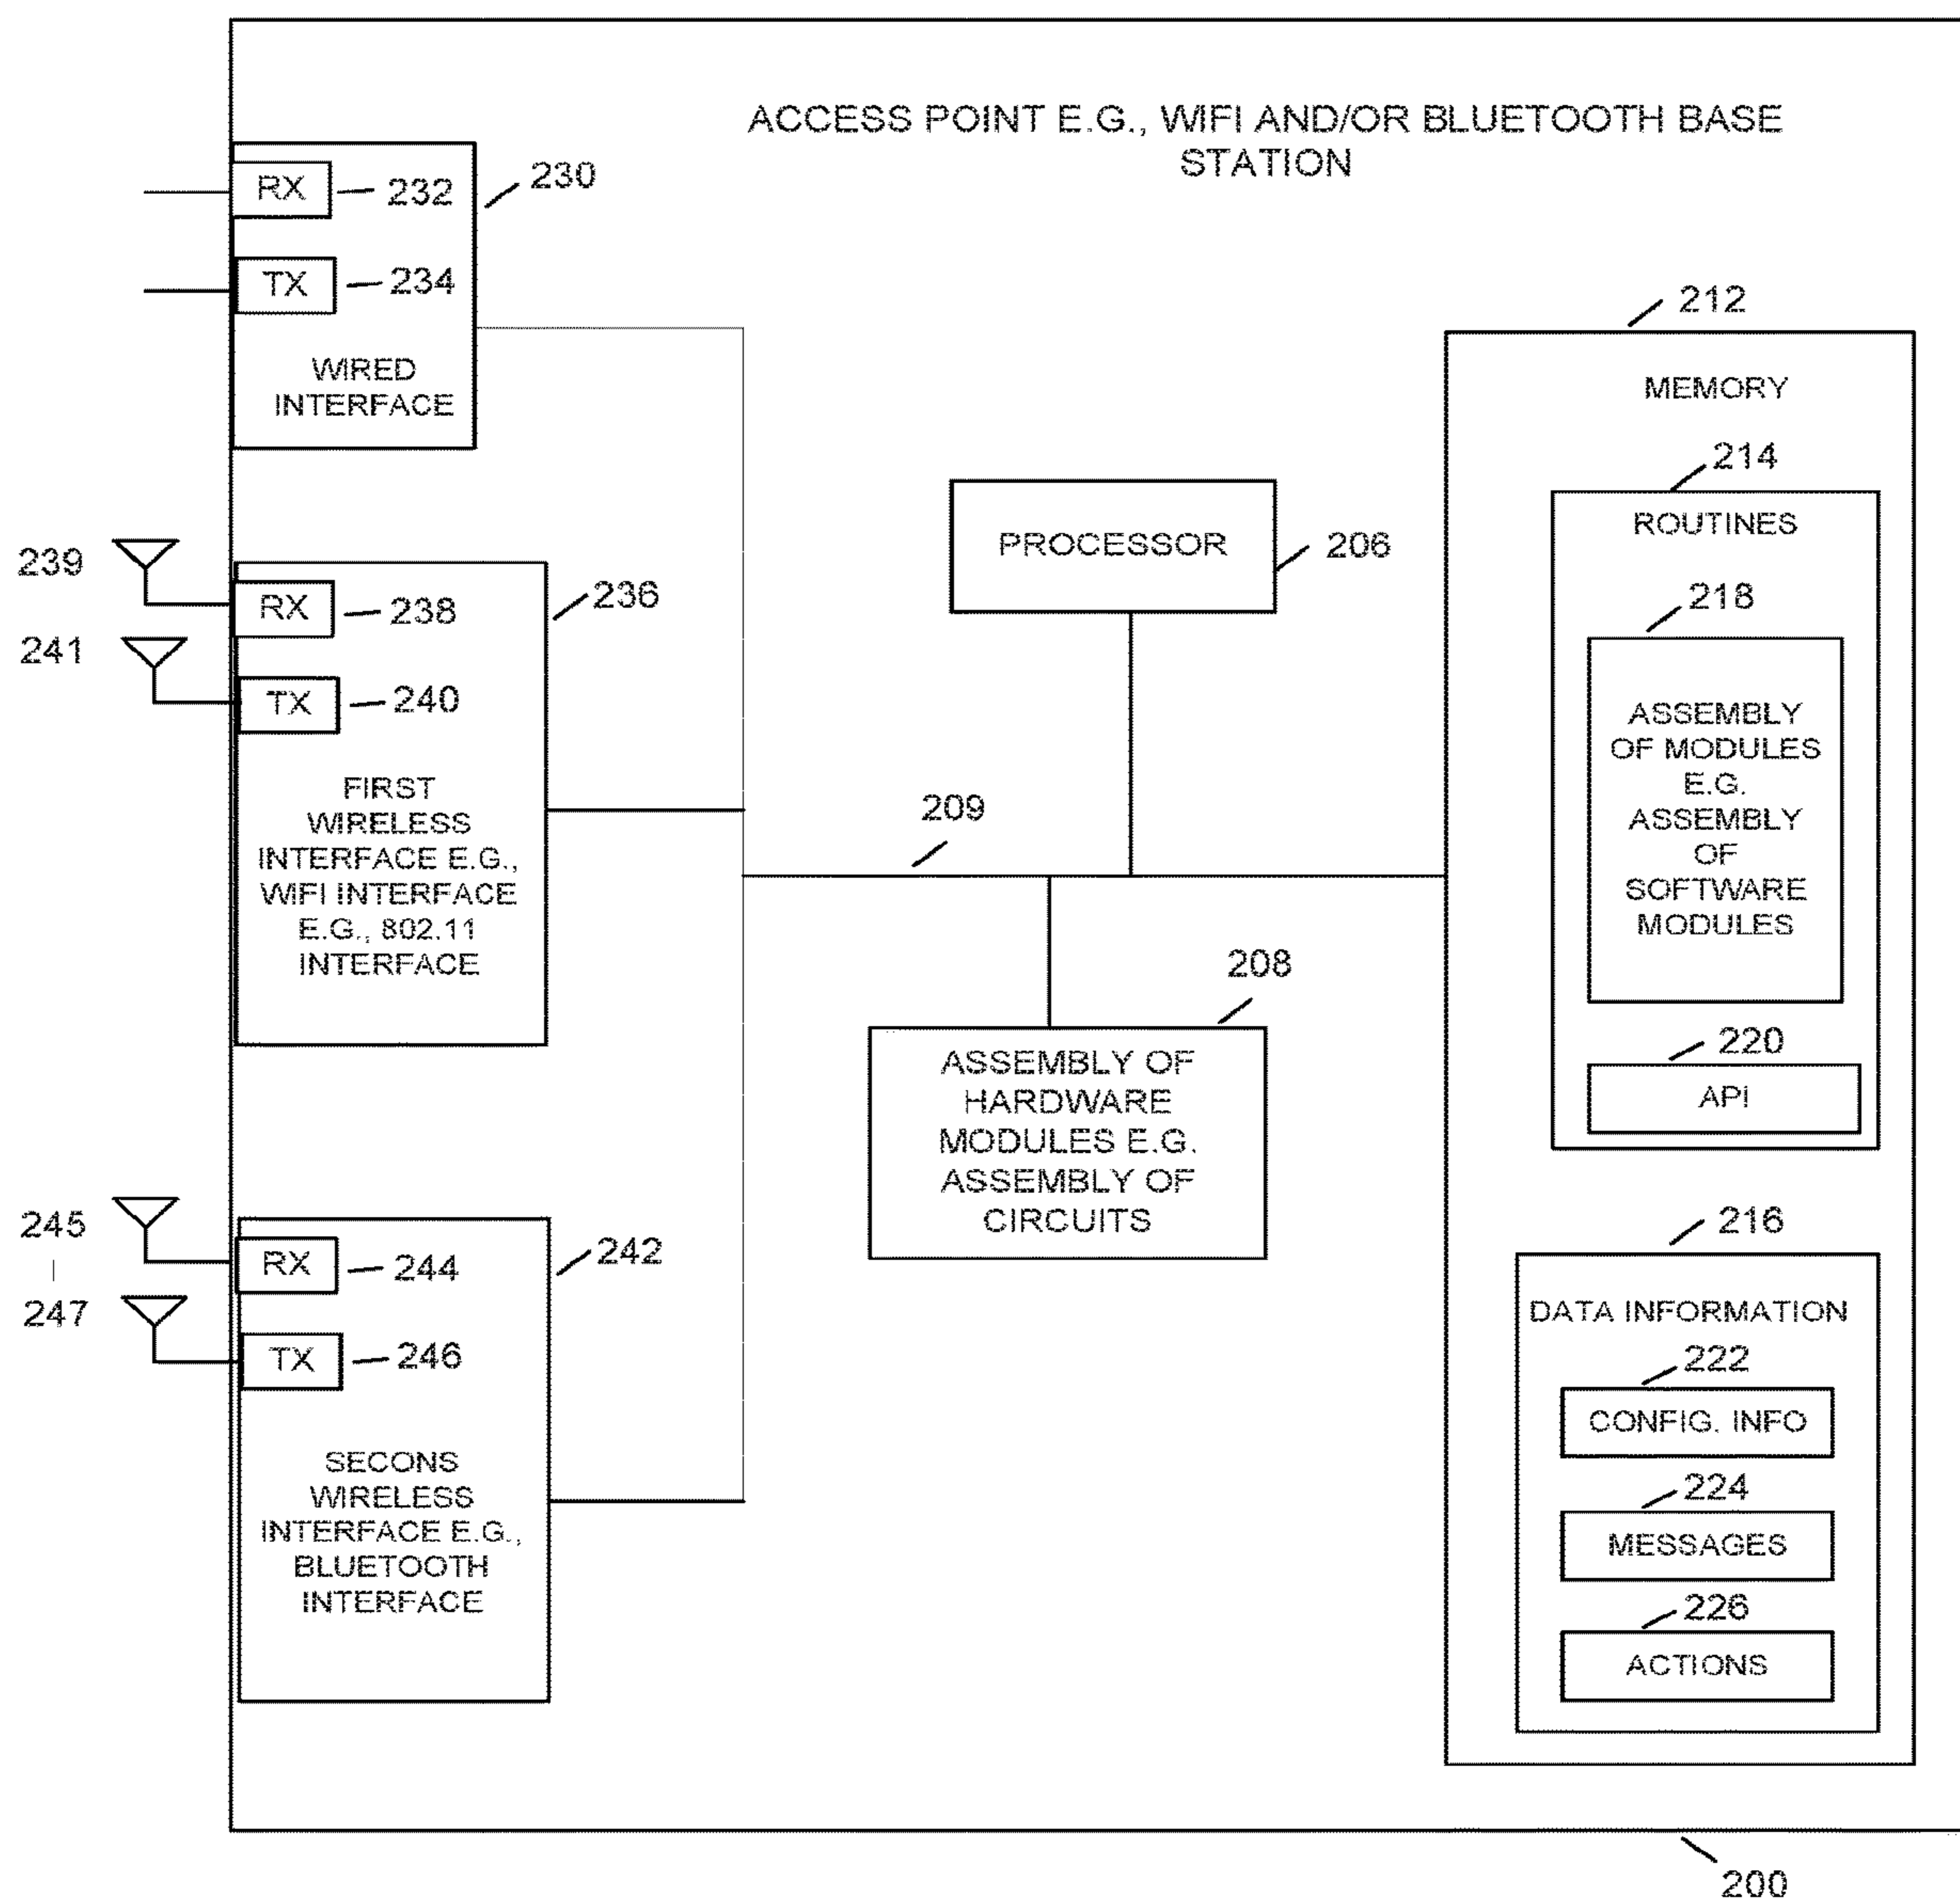 ACCESS POINT E.G., WIFI AND/OR BLUETOOTH BASE
STATION
RX
232
230
TX
234
WIRED
INTERFACE
239
RX
238
236
241
TX
240
FIRST
WIRELESS
INTERFACE E.G.,
WIFI INTERFACE
E.G., 802.11
INTERFACE
245
RX
244
242
247
TX
246
SECONS
WIRELESS
INTERFACE E.G.,
BLUETOOTH
INTERFACE
PROCESSOR
206
209
208
ASSEMBLY OF
HARDWARE
MODULES E.G.
ASSEMBLY OF
CIRCUITS
212
MEMORY
214
ROUTINES
218
ASSEMBLY
OF MODULES
E.G.
ASSEMBLY
OF
SOFTWARE
MODULES
220
API
216
DATA INFORMATION
222
CONFIG. INFO
224
MESSAGES
226
ACTIONS
200